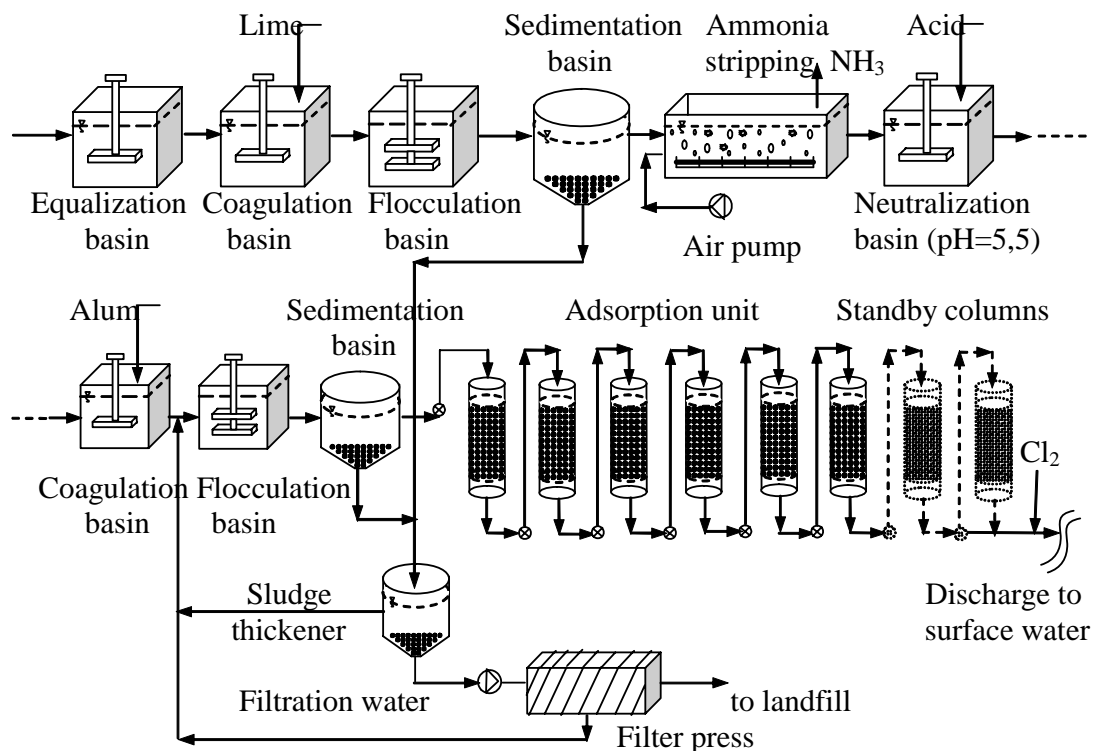 Lime
Sedimentation
basin
Ammonia
stripping
NH3
Acid
Equalization
basin
Coagulation
basin
Flocculation
basin
Air pump
Neutralization
basin (pH=5,5)
Alum
Sedimentation
basin
Adsorption unit
Standby columns
Cl2
Coagulation
basin
Flocculation
basin
Sludge
thickener
Discharge to
surface water
Filtration water
to landfill
Filter press